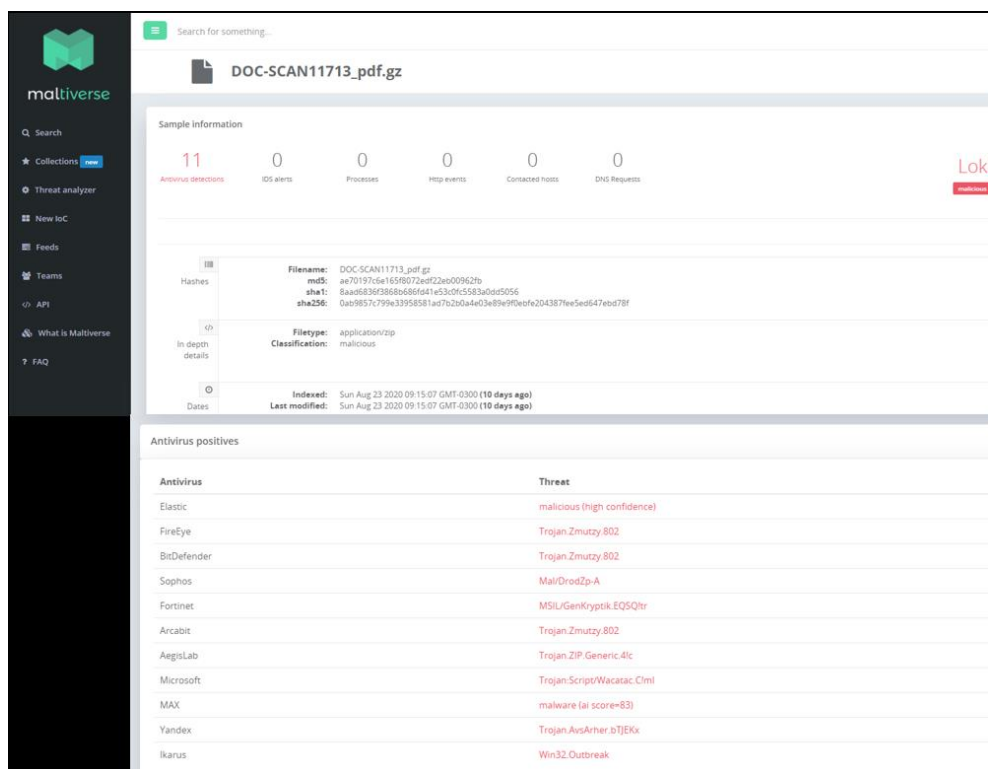 Search for something...
DOC-SCAN11713_pdf.gz
maltiverse
Search
Collections new
Threat analyzer
New IoC
Feeds
Teams
API
What is Maltiverse
? FAQ
Sample information
11 0 0 0 0 0
Antivirus detections IDS alerts Processes Http events Contacted hosts DNS Requests
Lok
malicious
Hashes
Filename: DOC-SCAN11713_pdf.gz
md5: ae70197c6e165f8072edf22eb00962fb
sha1: 8aad6836f3868b686fd41e53c0fc5583a0dd5056
sha256: 0ab9857c799e33958581ad7b2b0a4e03e89e9f0ebfe204387fee5ed647ebd78f
In depth
details
Filetype: application/zip
Classification: malicious
Dates
Indexed: Sun Aug 23 2020 09:15:07 GMT-0300 (10 days ago)
Last modified: Sun Aug 23 2020 09:15:07 GMT-0300 (10 days ago)
Antivirus positives
Antivirus Threat
Elastic malicious (high confidence)
FireEye Trojan.Zmutzy.802
BitDefender Trojan.Zmutzy.802
Sophos Mal/DrodZp-A
Fortinet MSIL/GenKryptik.EQSQ!tr
Arcabit Trojan.Zmutzy.802
AegisLab Trojan.ZIP.Generic.4!c
Microsoft Trojan:Script/Wacatac.C!ml
MAX malware (ai score=83)
Yandex Trojan.AvsArher.bTJEKx
Ikarus Win32.Outbreak